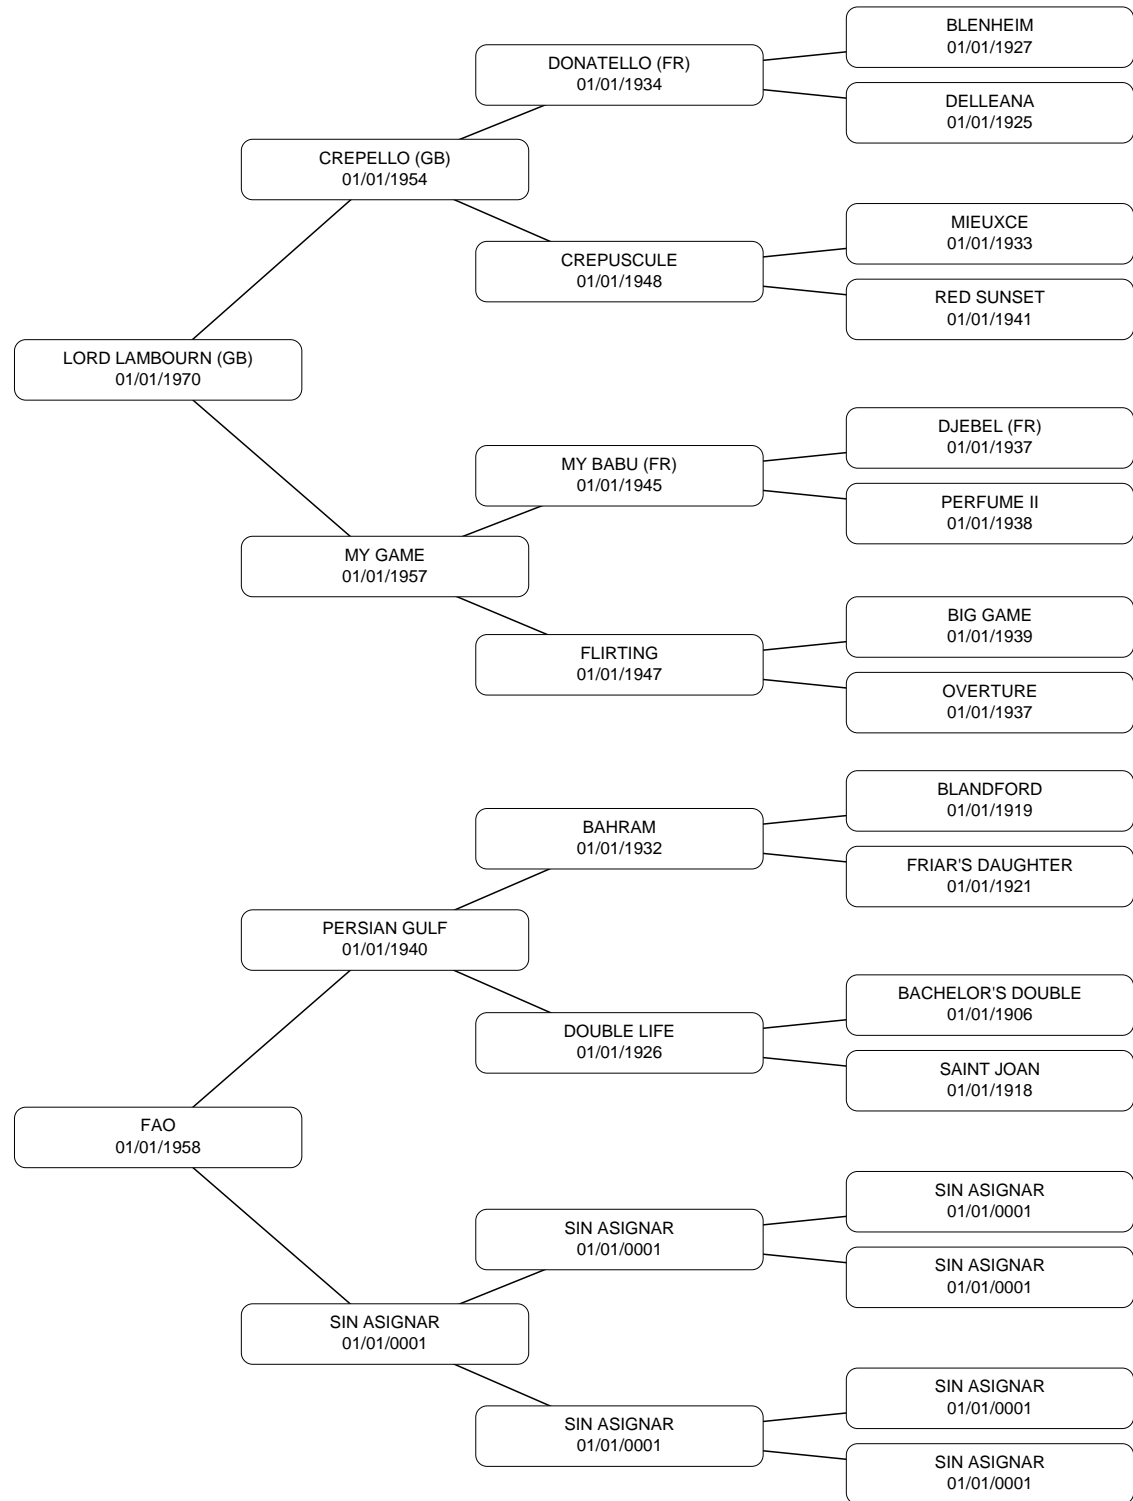 BLENHEIM
01/01/1927
DONATELLO (FR)
01/01/1934
DELLEANA
01/01/1925
CREPELLO (GB)
01/01/1954
MIEUXCE
01/01/1933
CREPUSCULE
01/01/1948
RED SUNSET
01/01/1941
LORD LAMBOURN (GB)
01/01/1970
DJEBEL (FR)
01/01/1937
MY BABU (FR)
01/01/1945
PERFUME II
01/01/1938
MY GAME
01/01/1957
BIG GAME
01/01/1939
FLIRTING
01/01/1947
OVERTURE
01/01/1937
BLANDFORD
01/01/1919
BAHRAM
01/01/1932
FRIAR'S DAUGHTER
01/01/1921
PERSIAN GULF
01/01/1940
BACHELOR'S DOUBLE
01/01/1906
DOUBLE LIFE
01/01/1926
SAINT JOAN
01/01/1918
FAO
01/01/1958
SIN ASIGNAR
01/01/0001
SIN ASIGNAR
01/01/0001
SIN ASIGNAR
01/01/0001
SIN ASIGNAR
01/01/0001
SIN ASIGNAR
01/01/0001
SIN ASIGNAR
01/01/0001
SIN ASIGNAR
01/01/0001